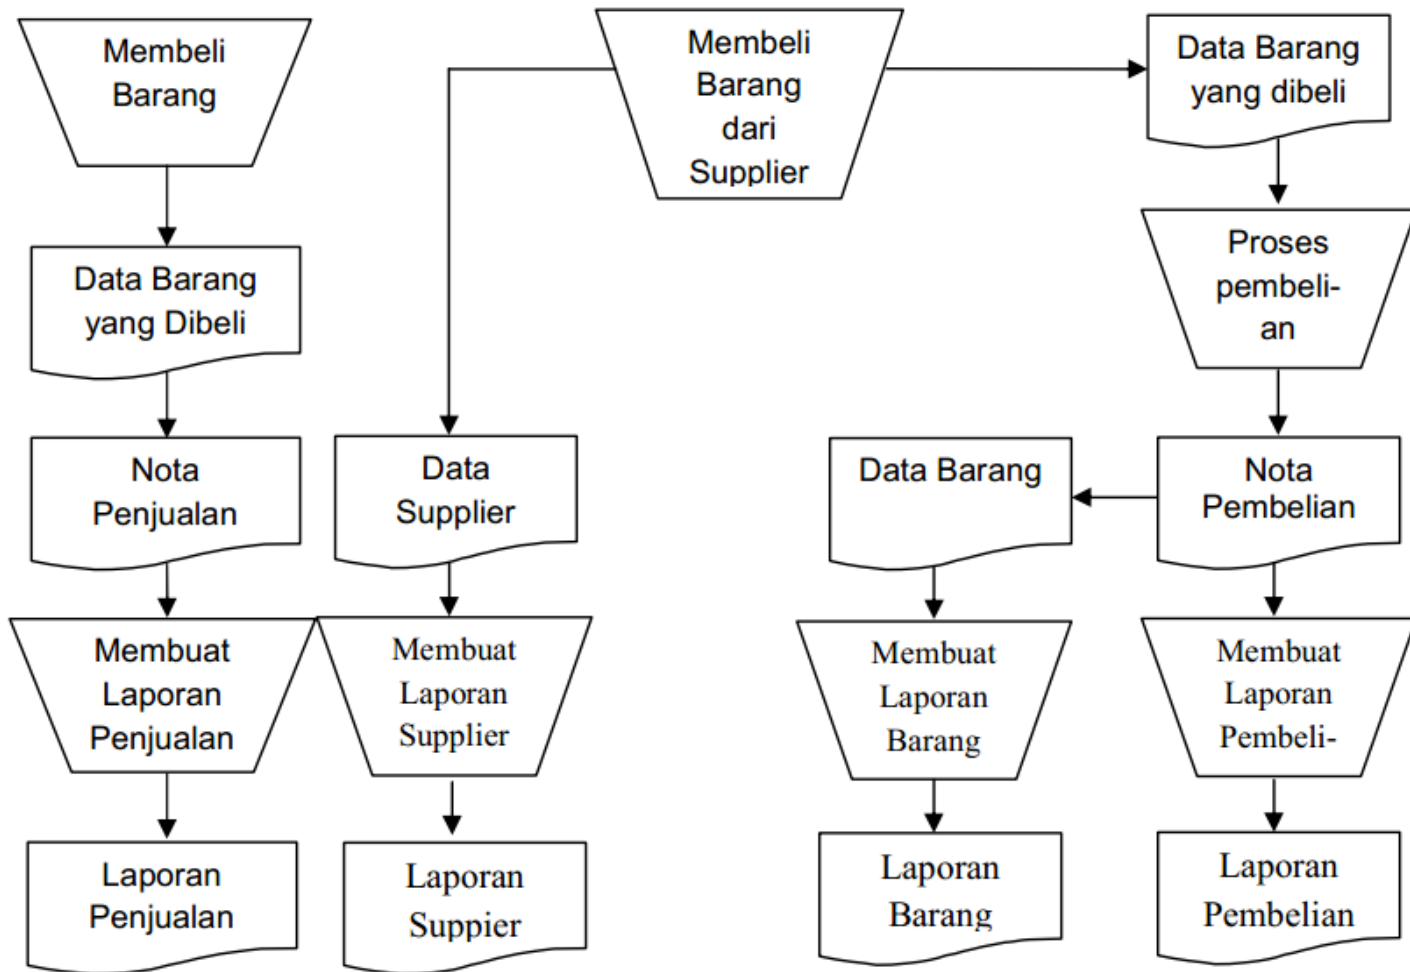 Membeli
Barang
Membeli
Barang
dari
Supplier
Data Barang
yang dibeli
Data Barang
yang Dibeli
Proses
pembeli-
an
Nota
Penjualan
Data
Supplier
Data Barang
Nota
Pembelian
Membuat
Laporan
Penjualan
Membuat
Laporan
Supplier
Membuat
Laporan
Barang
Membuat
Laporan
Pembeli-
Laporan
Penjualan
Laporan
Suppier
Laporan
Barang
Laporan
Pembelian